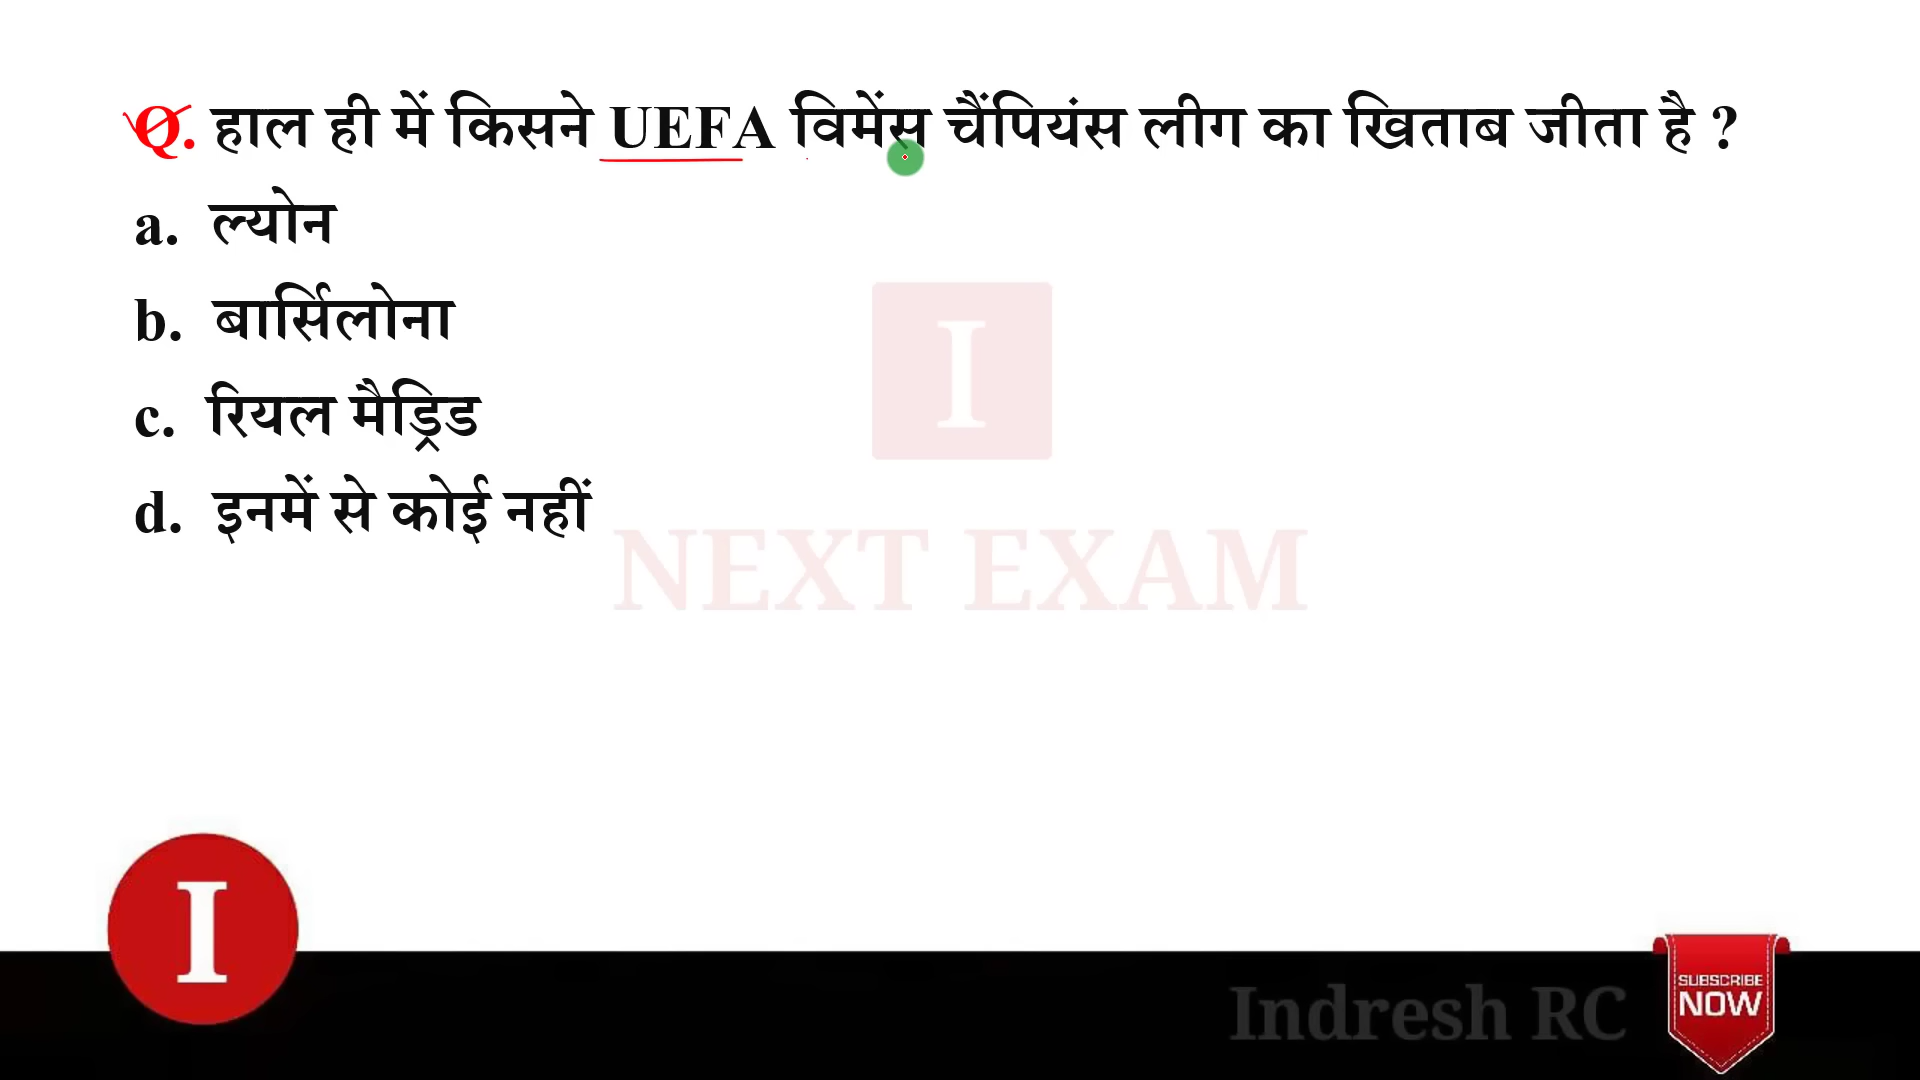 Q. हाल ही में किसने UEFA विमेंस चैंपियंस लीग का खिताब जीता है ?
a. ल्योन
b. बार्सिलोना
c. रियल मैड्रिड
d. इनमें से कोई नहीं
I
NEXT EXAM
I
Indresh RC
SUBSCRIBE
NOW